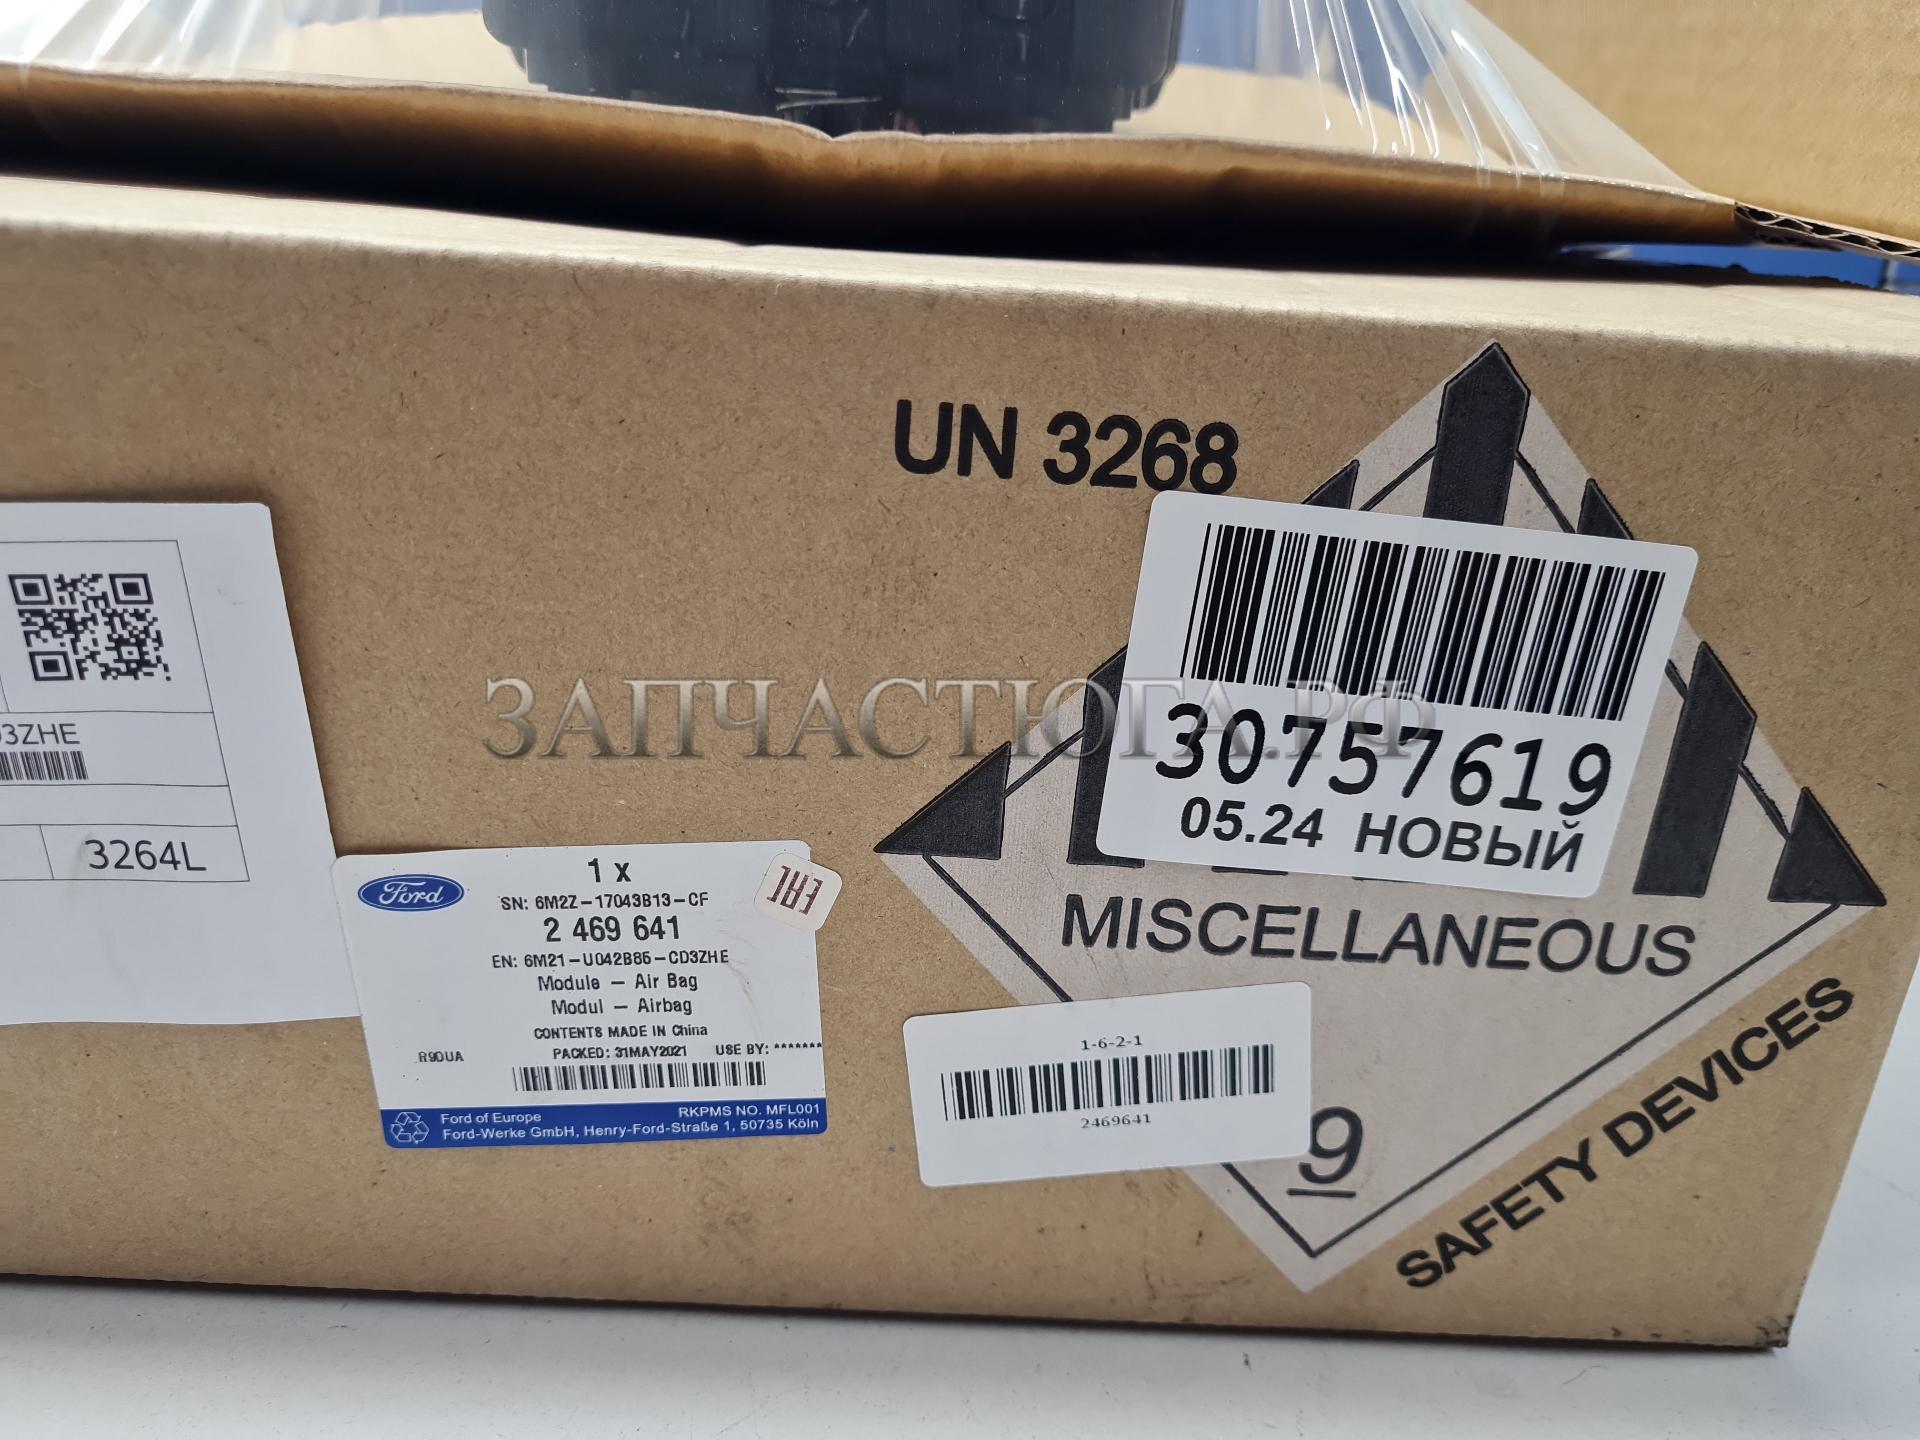 UN 3268
30757619
05.24 НОВЫЙ
ЗАПЧАСТЮГА.РФ
D3ZHE
3264L
Ford
1 x
SN: 6M2Z-17043B13-CF
2 469 641
EN: 6M21-U042B85-CD3ZHE
Module - Air Bag
Modul - Airbag
CONTENTS MADE IN China
R9DUA
PACKED: 31MAY2021 USE BY: *******
Ford of Europe RKPMS NO. MFL001
Ford-Werke GmbH, Henry-Ford-Straße 1, 50735 Köln
EAC
MISCELLANEOUS
1-6-2-1
2469641
9
SAFETY DEVICES